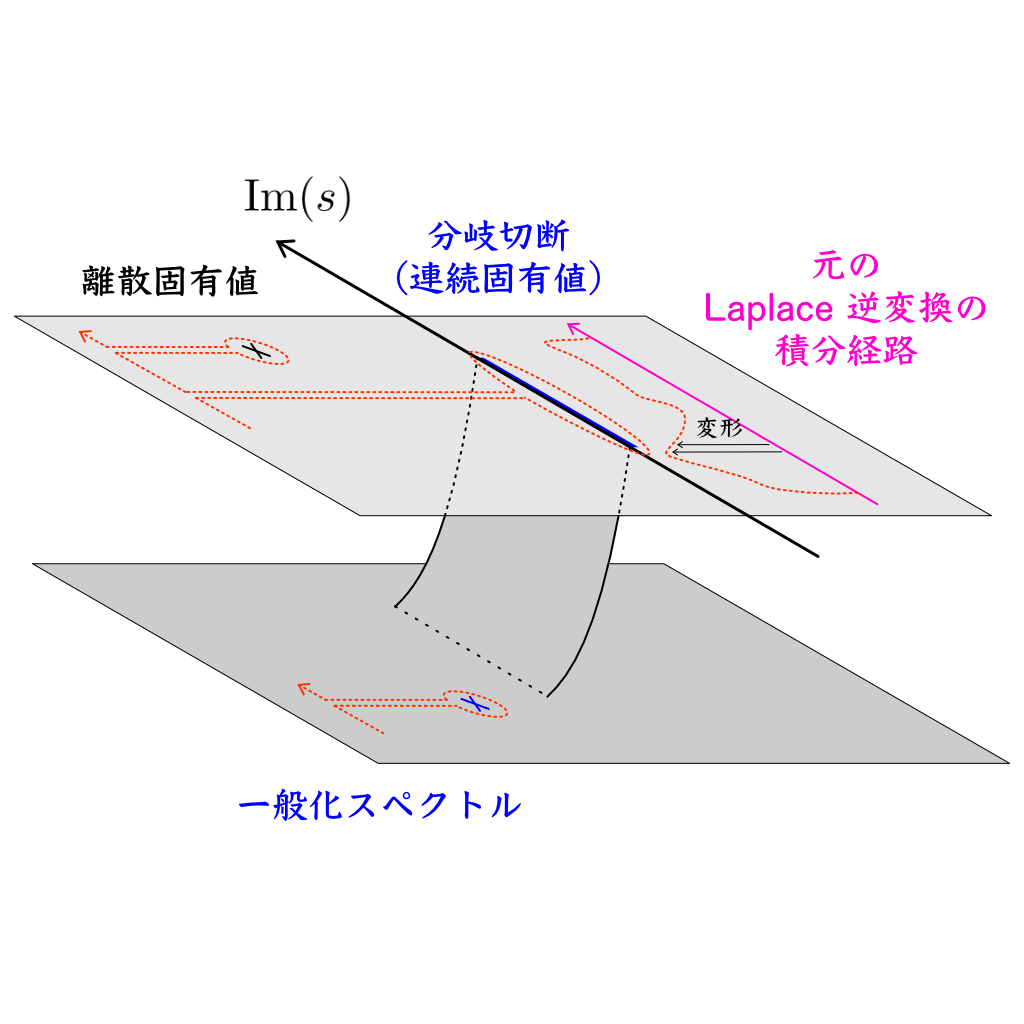 Im(s)
分岐切断
(連続固有値)
離散固有値
元の
Laplace 逆変換の
積分経路
変形
一般化スペクトル